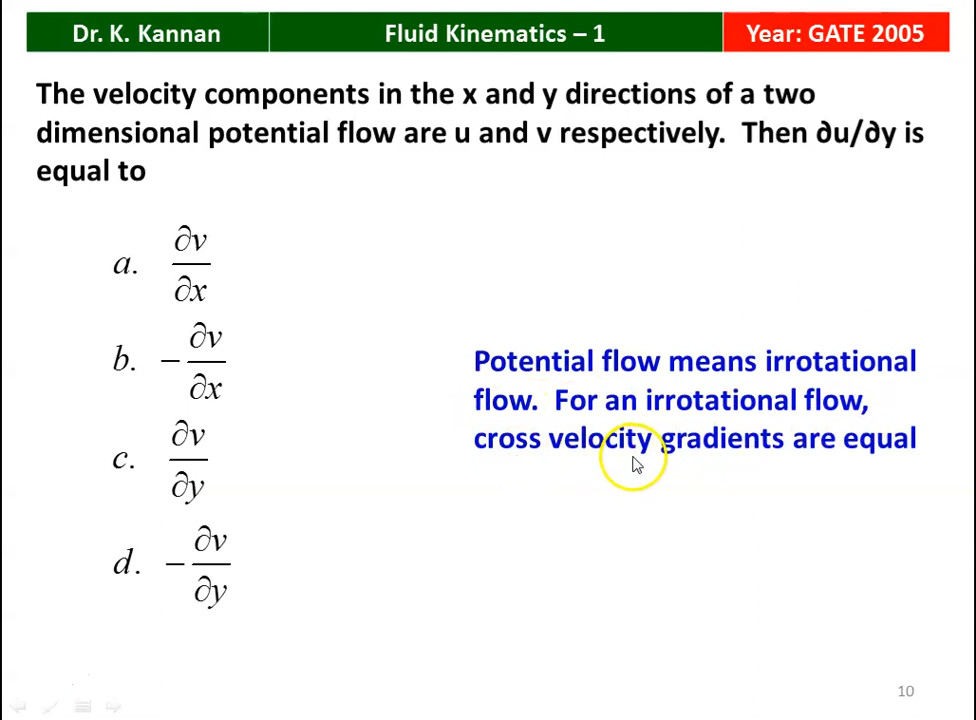 Dr. K. Kannan
Fluid Kinematics – 1
Year: GATE 2005
The velocity components in the x and y directions of a two
dimensional potential flow are u and v respectively.  Then ∂u/∂y is
equal to
a. ∂v/∂x
b. −∂v/∂x
c. ∂v/∂y
d. −∂v/∂y
Potential flow means irrotational
flow.  For an irrotational flow,
cross velocity gradients are equal
10